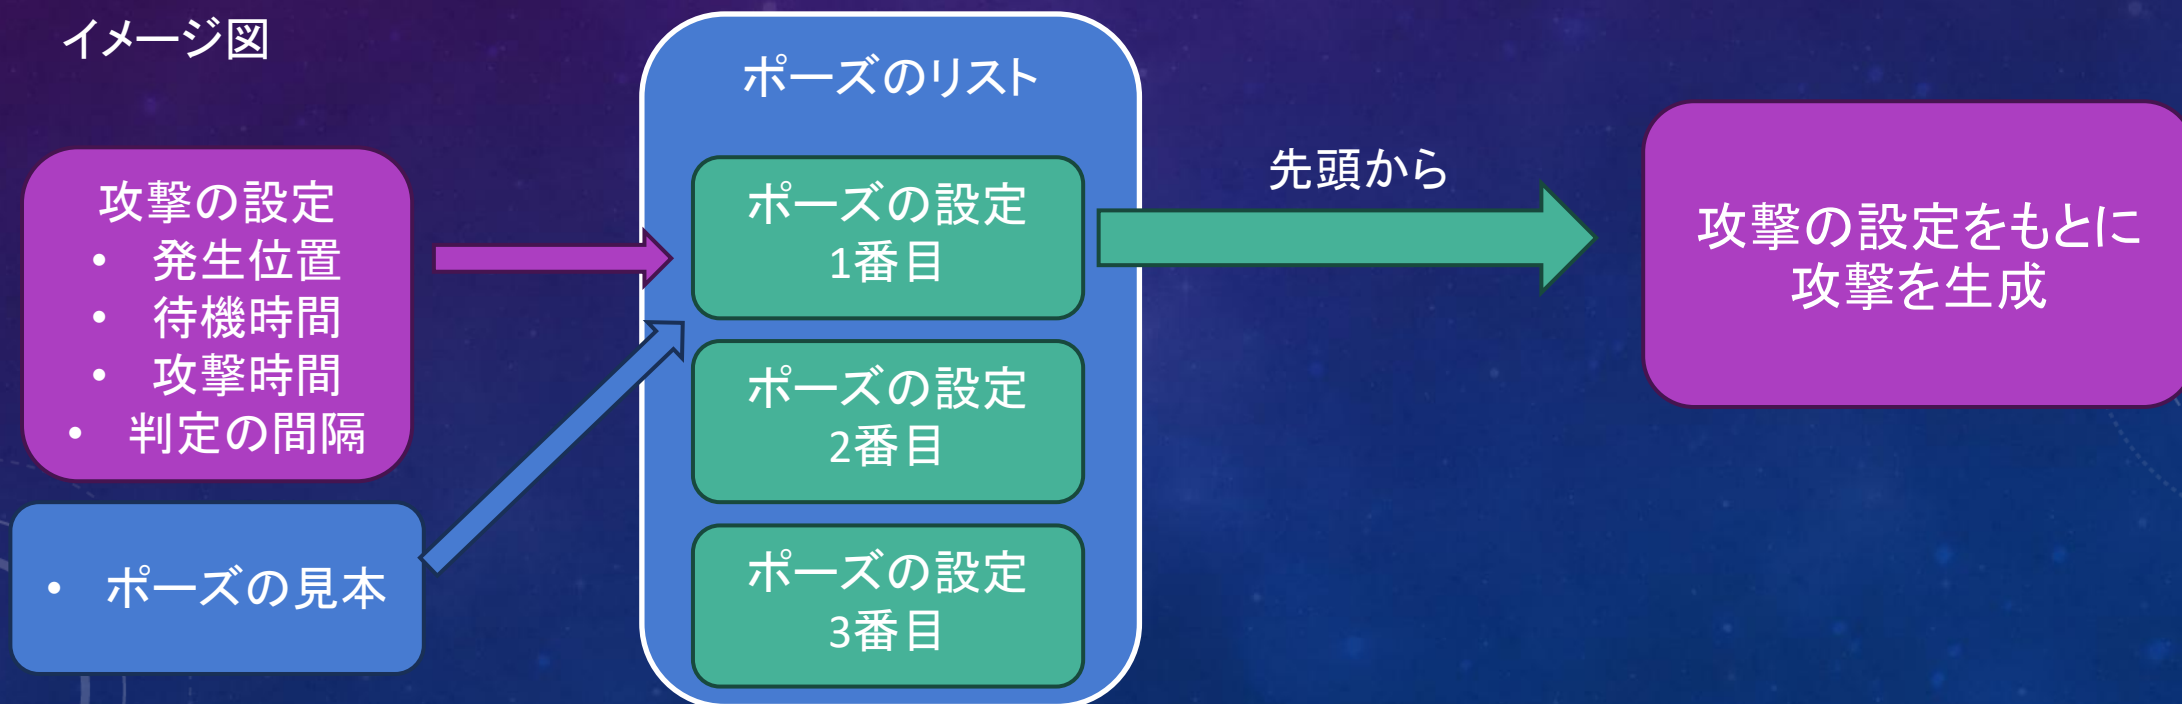 イメージ図
攻撃の設定
• 発生位置
• 待機時間
• 攻撃時間
• 判定の間隔
• ポーズの見本
ポーズのリスト
ポーズの設定
1番目
ポーズの設定
2番目
ポーズの設定
3番目
先頭から
攻撃の設定をもとに
攻撃を生成